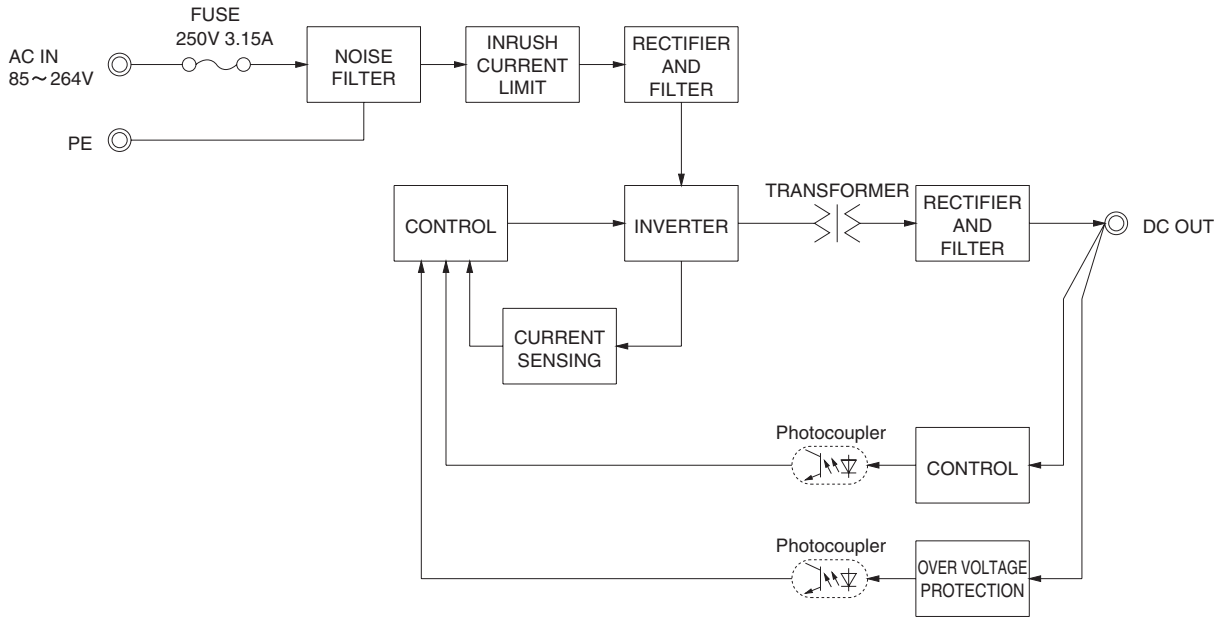 FUSE
250V 3.15A
AC IN
85～264V
NOISE
FILTER
INRUSH
CURRENT
LIMIT
RECTIFIER
AND
FILTER
PE
CONTROL
INVERTER
TRANSFORMER
RECTIFIER
AND
FILTER
DC OUT
CURRENT
SENSING
Photocoupler
CONTROL
Photocoupler
OVER VOLTAGE
PROTECTION